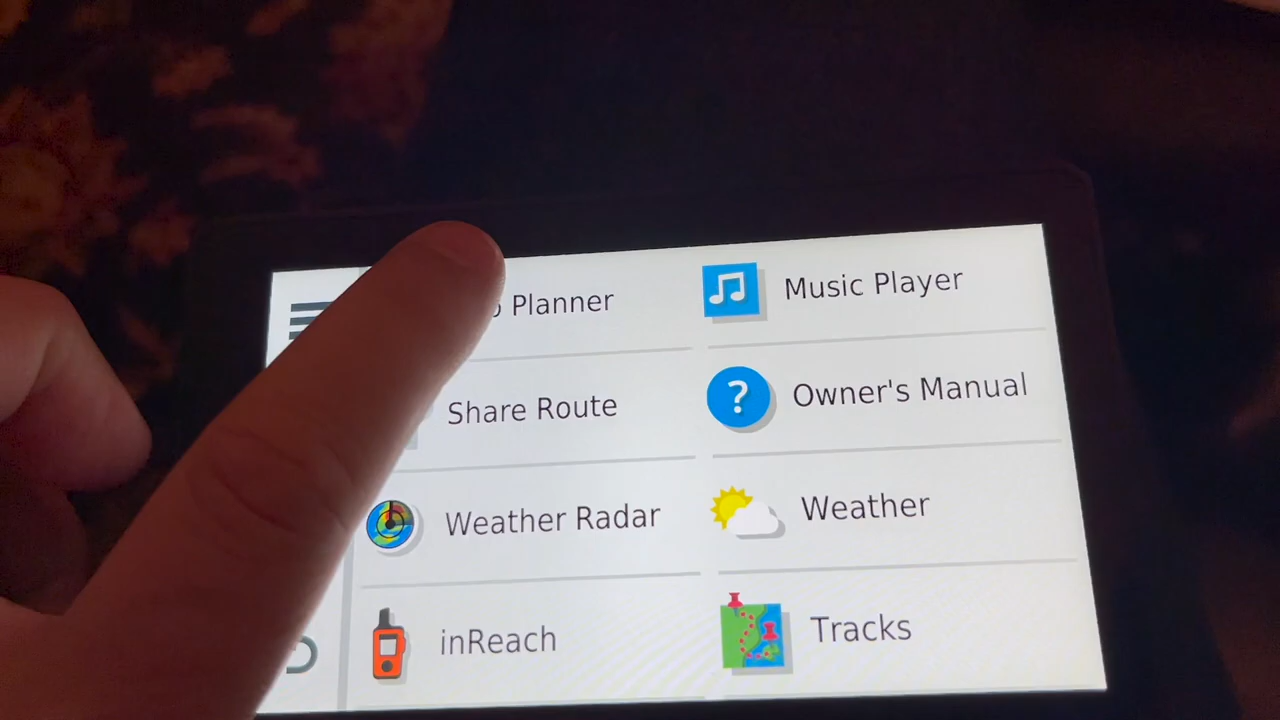 Planner
Music Player
Share Route
?
Owner's Manual
Weather Radar
Weather
inReach
Tracks